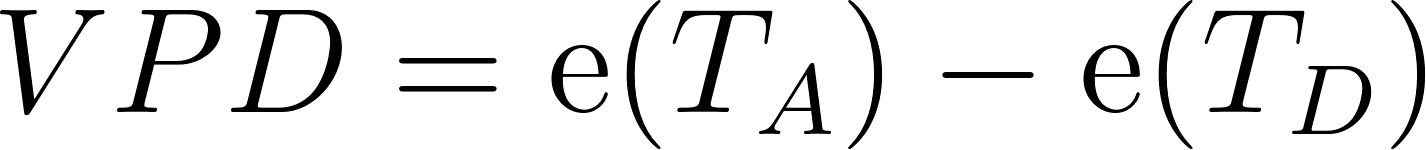 VPD = e(T_A) − e(T_D)